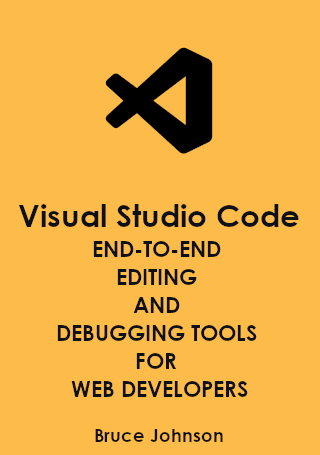 Visual Studio Code
END-TO-END
EDITING
AND
DEBUGGING TOOLS
FOR
WEB DEVELOPERS
Bruce Johnson